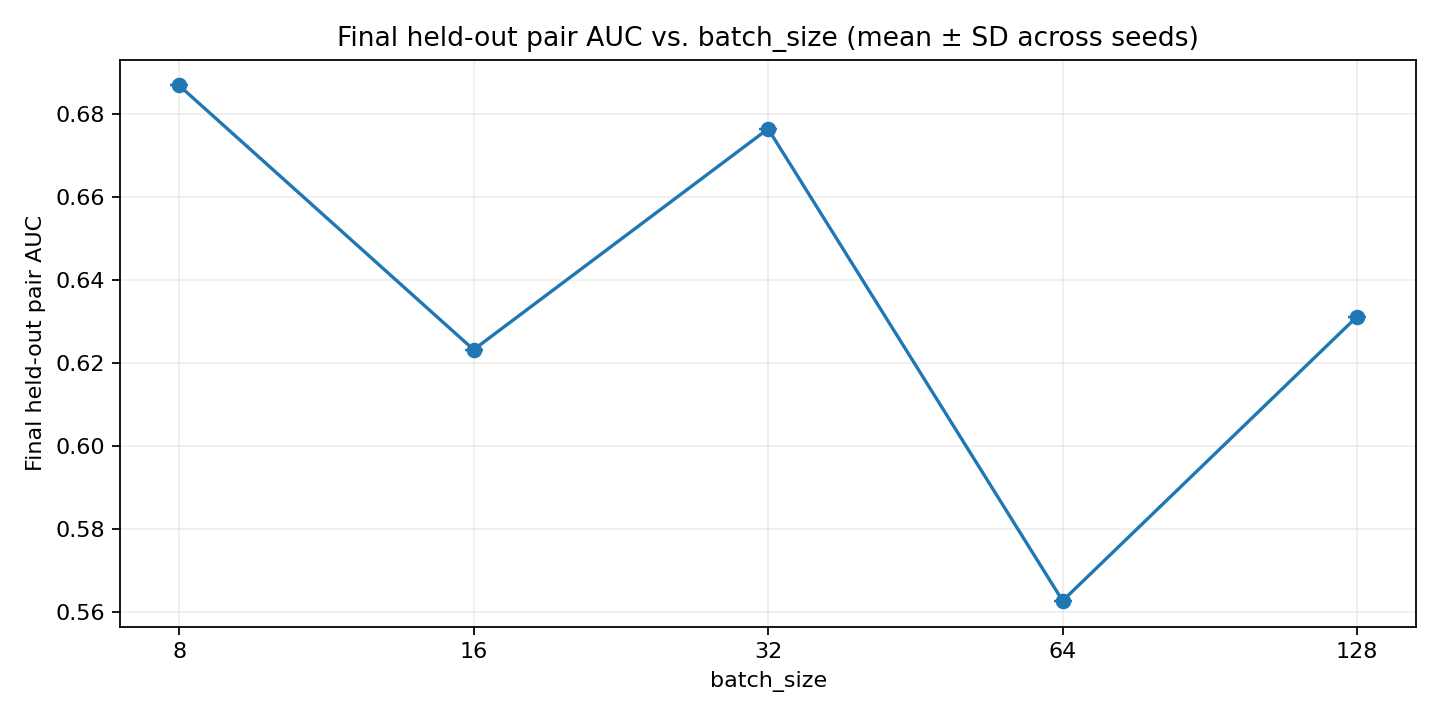 Final held-out pair AUC vs. batch_size (mean ± SD across seeds)
Final held-out pair AUC
0.68
0.66
0.64
0.62
0.60
0.58
0.56
8 16 32 64 128
batch_size